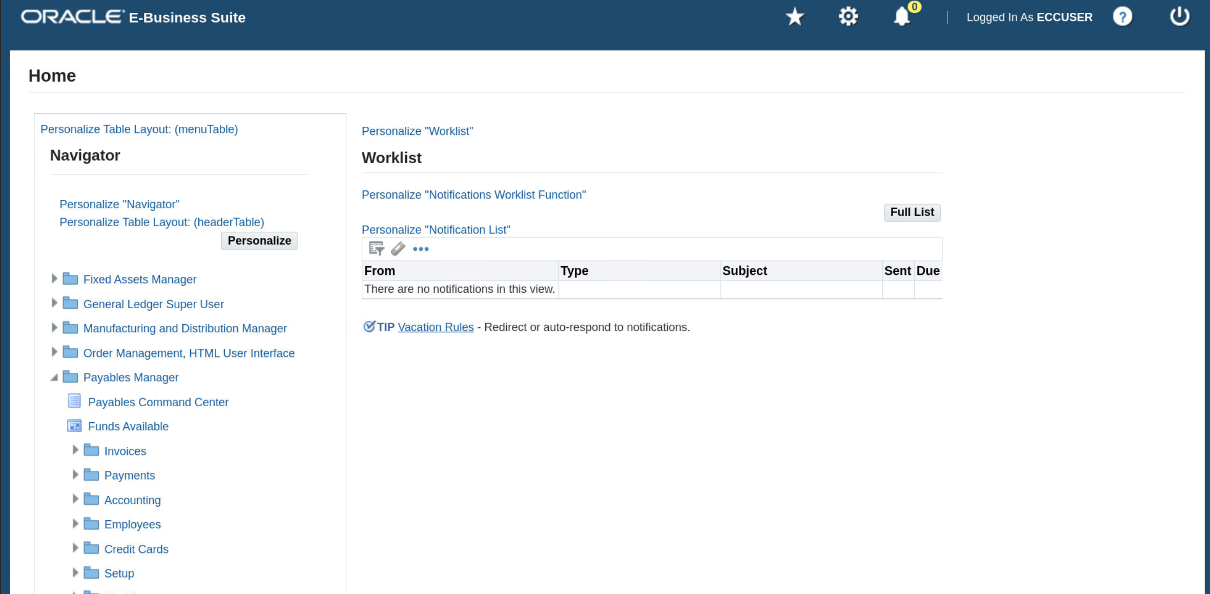 ORACLE E-Business Suite
0
Logged In As ECCUSER
?
Home
Personalize Table Layout: (menuTable)
Navigator
Personalize "Navigator"
Personalize Table Layout: (headerTable)
Personalize
Fixed Assets Manager
General Ledger Super User
Manufacturing and Distribution Manager
Order Management, HTML User Interface
Payables Manager
Payables Command Center
Funds Available
Invoices
Payments
Accounting
Employees
Credit Cards
Setup
Personalize "Worklist"
Worklist
Personalize "Notifications Worklist Function"
Full List
Personalize "Notification List"
From Type Subject Sent Due
There are no notifications in this view.
TIP Vacation Rules - Redirect or auto-respond to notifications.